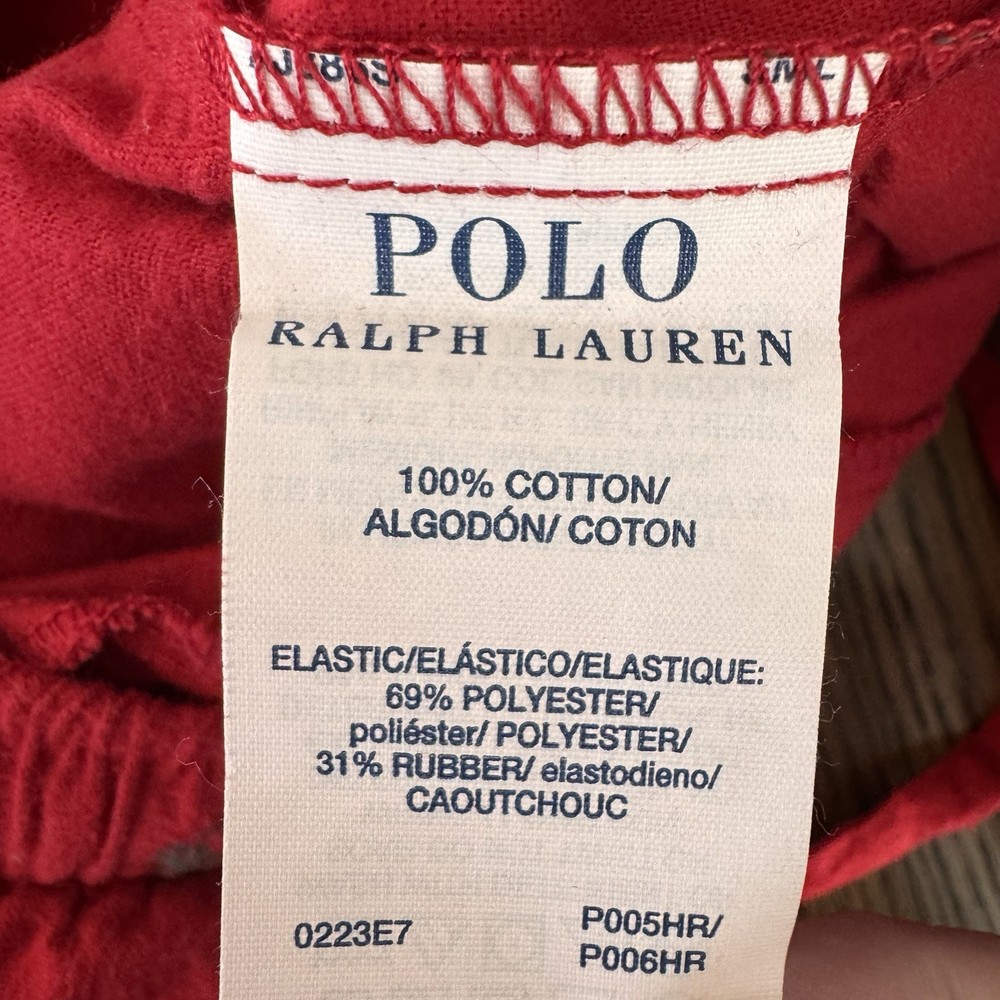 POLO
RALPH LAUREN
100% COTTON/
ALGODÓN/ COTON
ELASTIC/ELÁSTICO/ELASTIQUE:
69% POLYESTER/
poliéster/ POLYESTER/
31% RUBBER/ elastodieno/
CAOUTCHOUC
0223E7
P005HR/
P006HR